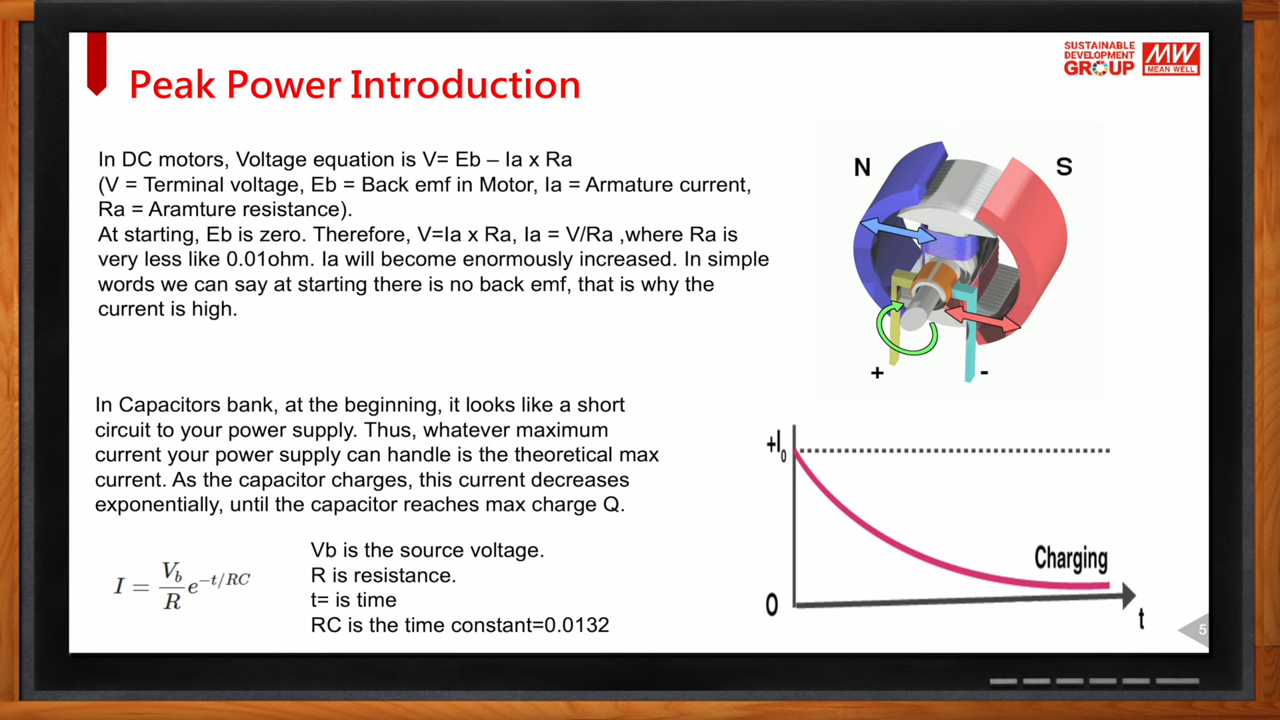 SUSTAINABLE
DEVELOPMENT
GROUP
MW
MEAN WELL
Peak Power Introduction
In DC motors, Voltage equation is V= Eb – Ia x Ra
(V = Terminal voltage, Eb = Back emf in Motor, Ia = Armature current,
Ra = Aramture resistance).
At starting, Eb is zero. Therefore, V=Ia x Ra, Ia = V/Ra ,where Ra is
very less like 0.01ohm. Ia will become enormously increased. In simple
words we can say at starting there is no back emf, that is why the
current is high.
N
S
+
-
In Capacitors bank, at the beginning, it looks like a short
circuit to your power supply. Thus, whatever maximum
current your power supply can handle is the theoretical max
current. As the capacitor charges, this current decreases
exponentially, until the capacitor reaches max charge Q.
I = V_b/R e^{-t/RC}
Vb is the source voltage.
R is resistance.
t= is time
RC is the time constant=0.0132
+I₀
Charging
0
t
5